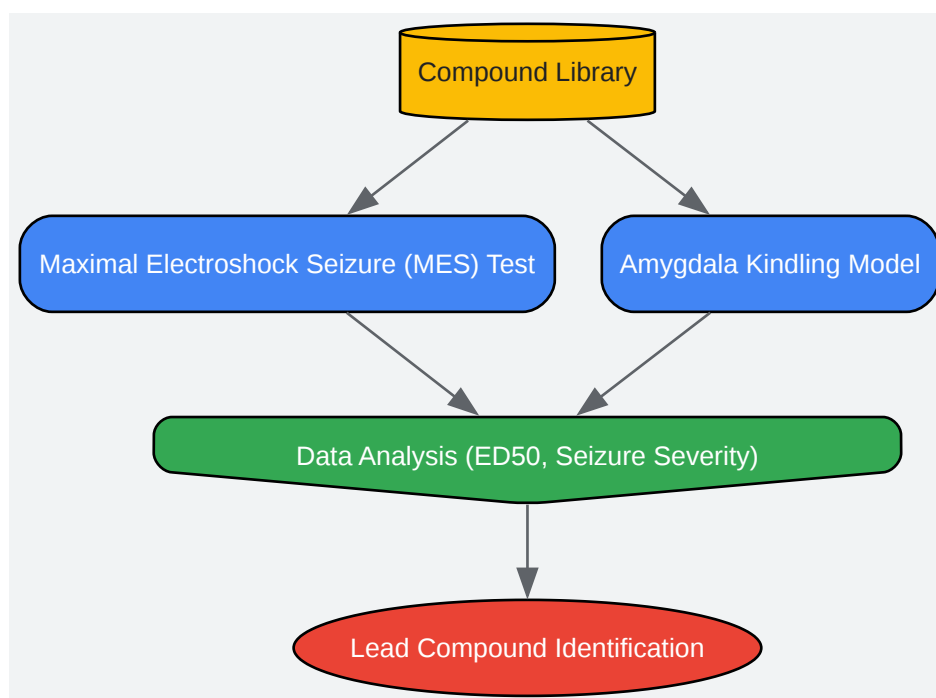 Compound Library
Maximal Electroshock Seizure (MES) Test
Amygdala Kindling Model
Data Analysis (ED50, Seizure Severity)
Lead Compound Identification